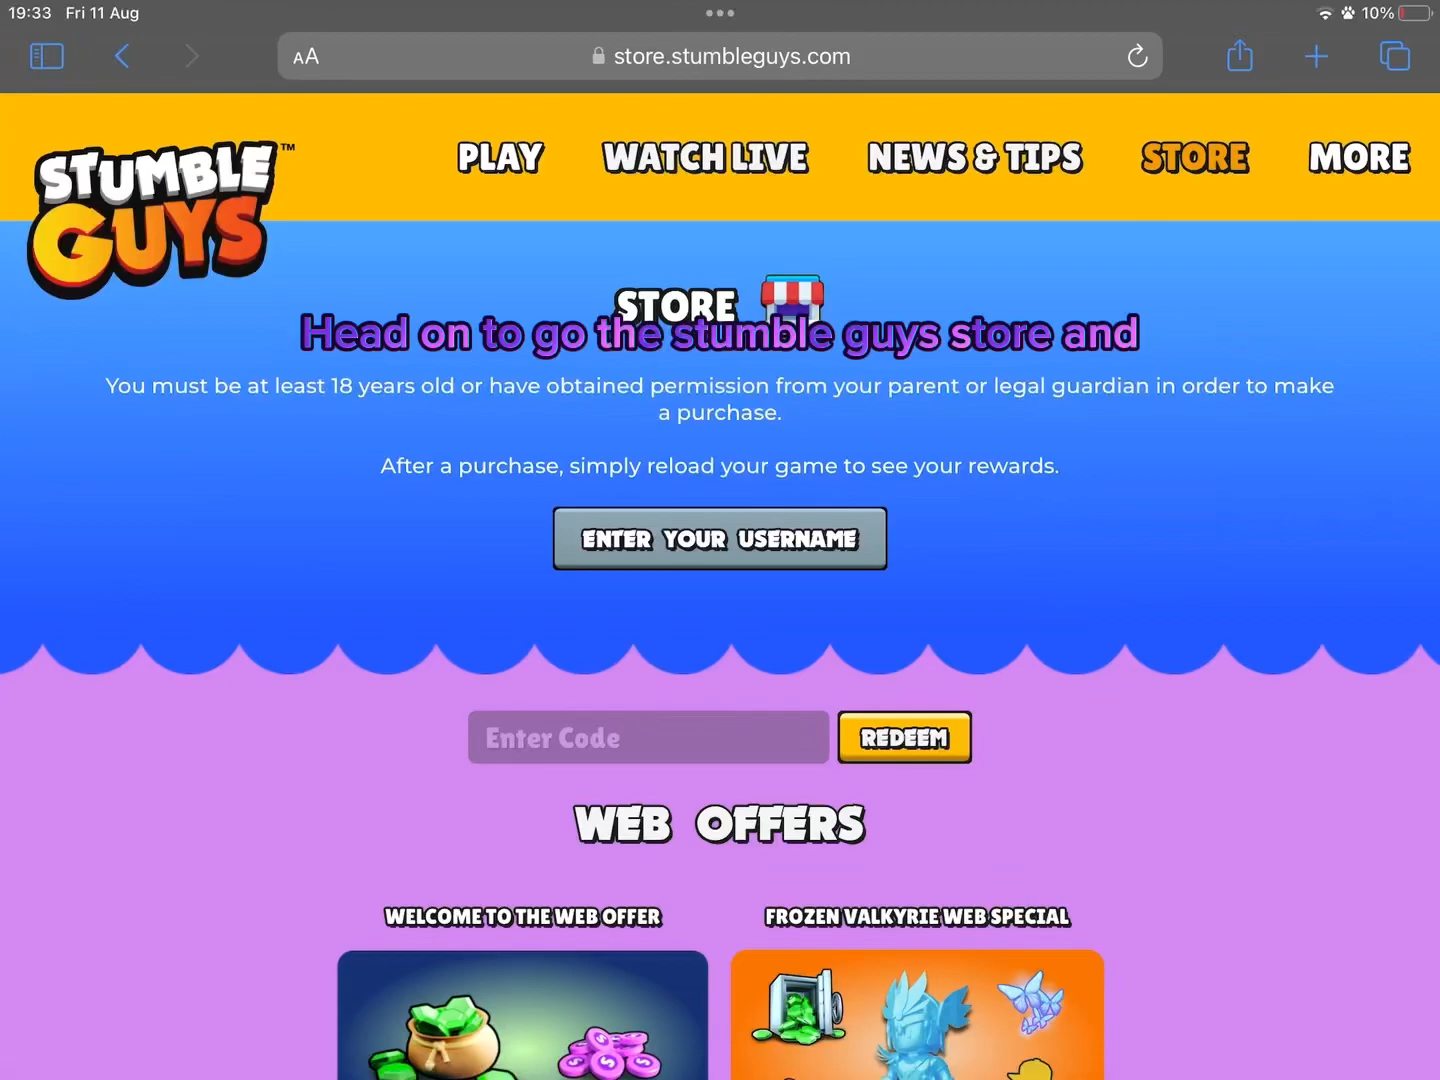 19:33 Fri 11 Aug
10%
AA
store.stumbleguys.com
STUMBLE GUYS™
PLAY
WATCH LIVE
NEWS & TIPS
STORE
MORE
STORE
Head on to go the stumble guys store and
You must be at least 18 years old or have obtained permission from your parent or legal guardian in order to make
a purchase.
After a purchase, simply reload your game to see your rewards.
ENTER YOUR USERNAME
Enter Code
REDEEM
WEB OFFERS
WELCOME TO THE WEB OFFER
FROZEN VALKYRIE WEB SPECIAL